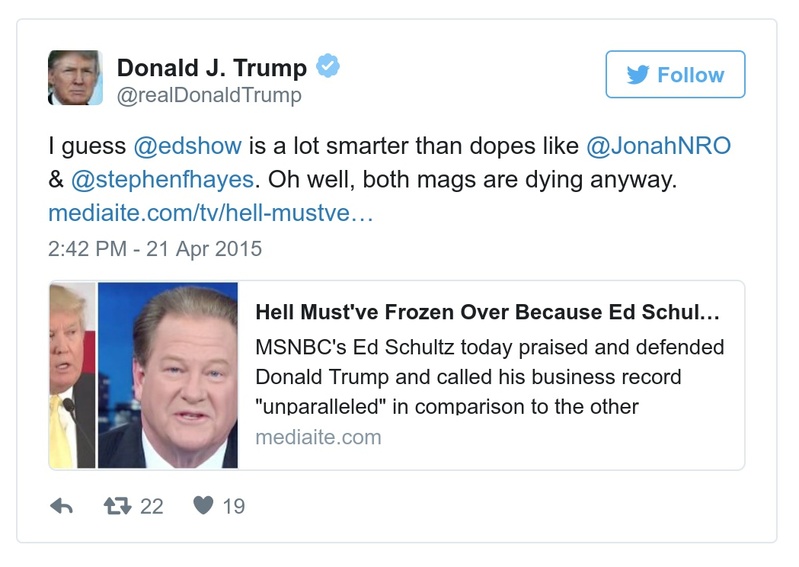 Donald J. Trump
@realDonaldTrump
Follow
I guess @edshow is a lot smarter than dopes like @JonahNRO
& @stephenfhayes. Oh well, both mags are dying anyway.
mediaite.com/tv/hell-mustve…
2:42 PM - 21 Apr 2015
Hell Must've Frozen Over Because Ed Schul…
MSNBC's Ed Schultz today praised and defended
Donald Trump and called his business record
"unparalleled" in comparison to the other
mediaite.com
22
19